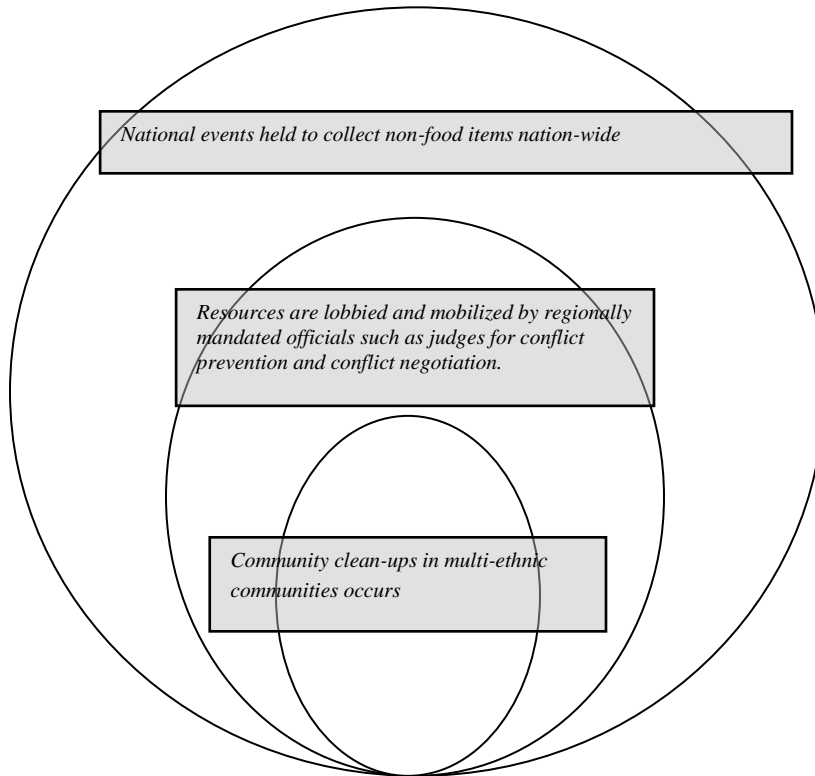 National events held to collect non-food items nation-wide
Resources are lobbied and mobilized by regionally
mandated officials such as judges for conflict
prevention and conflict negotiation.
Community clean-ups in multi-ethnic
communities occurs